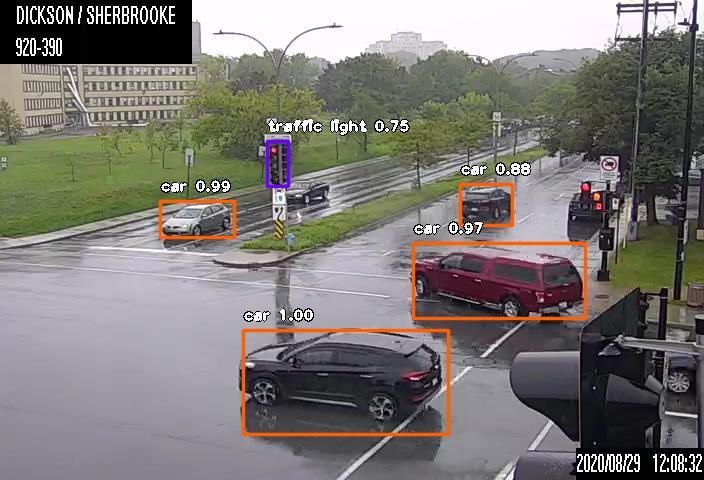 DICKSON / SHERBROOKE
920-390
traffic light 0.75
car 0.99
car 0.88
car 0.97
car 1.00
2020/08/29 12:08:32